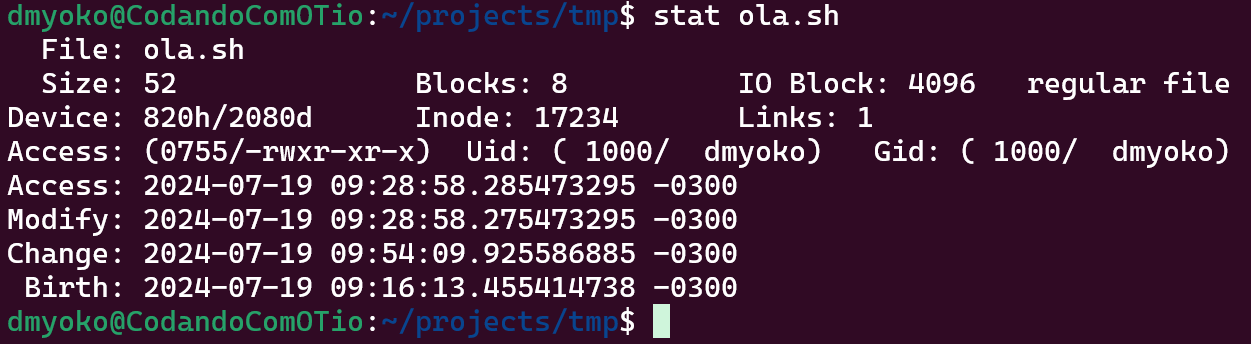 dmyoko@CodandoComOTio:~/projects/tmp$ stat ola.sh
  File: ola.sh
  Size: 52              Blocks: 8          IO Block: 4096   regular file
Device: 820h/2080d      Inode: 17234       Links: 1
Access: (0755/-rwxr-xr-x)  Uid: ( 1000/  dmyoko)   Gid: ( 1000/  dmyoko)
Access: 2024-07-19 09:28:58.285473295 -0300
Modify: 2024-07-19 09:28:58.275473295 -0300
Change: 2024-07-19 09:54:09.925586885 -0300
 Birth: 2024-07-19 09:16:13.455414738 -0300
dmyoko@CodandoComOTio:~/projects/tmp$